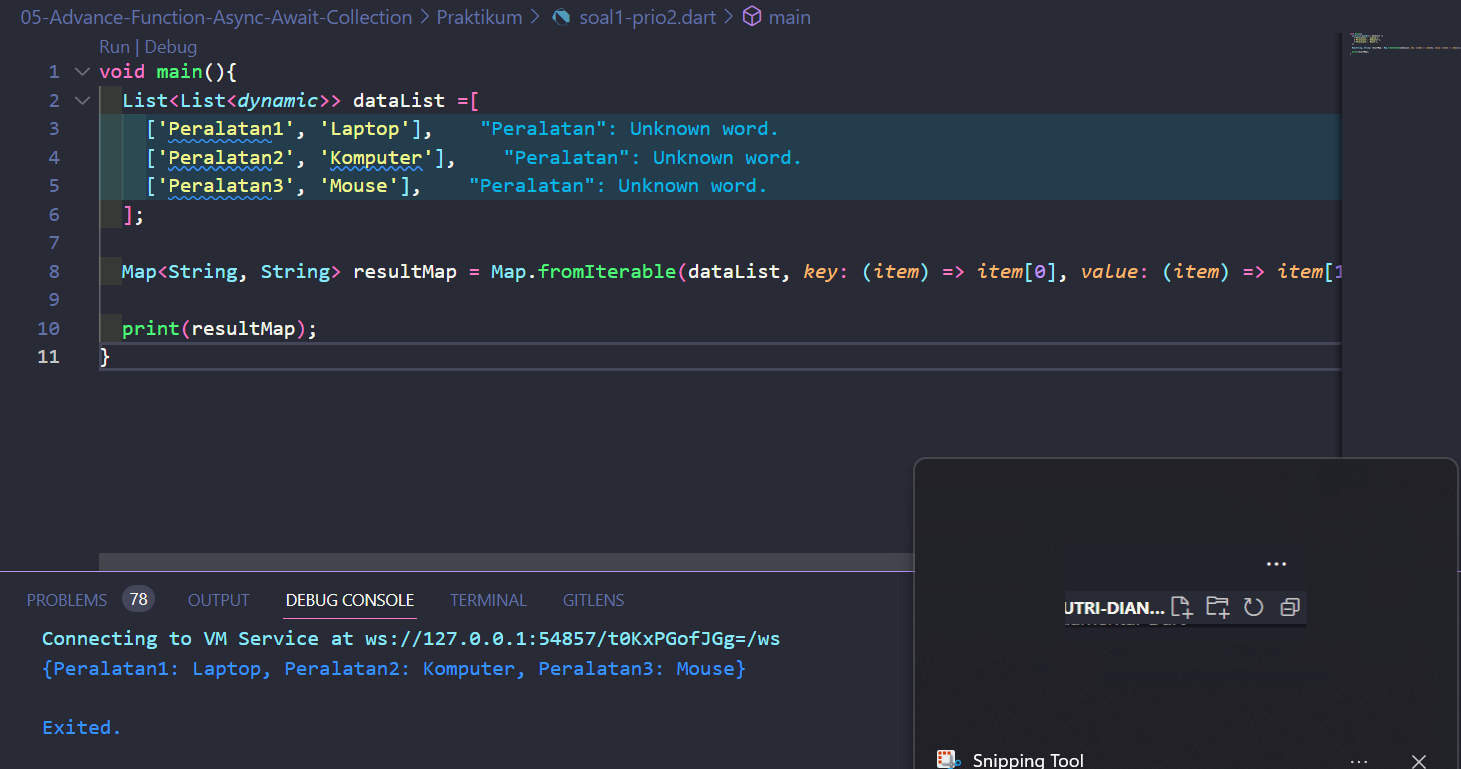 05-Advance-Function-Async-Await-Collection > Praktikum > soal1-prio2.dart > main
Run | Debug
1 void main(){
2 List<List<dynamic>> dataList =[
3 ['Peralatan1', 'Laptop'], "Peralatan": Unknown word.
4 ['Peralatan2', 'Komputer'], "Peralatan": Unknown word.
5 ['Peralatan3', 'Mouse'], "Peralatan": Unknown word.
6 ];
7
8 Map<String, String> resultMap = Map.fromIterable(dataList, key: (item) => item[0], value: (item) => item[1
9
10 print(resultMap);
11 }
PROBLEMS 78 OUTPUT DEBUG CONSOLE TERMINAL GITLENS
Connecting to VM Service at ws://127.0.0.1:54857/t0KxPGofJGg=/ws
{Peralatan1: Laptop, Peralatan2: Komputer, Peralatan3: Mouse}
Exited.
...
UTRI-DIAN...
Snipping Tool ...